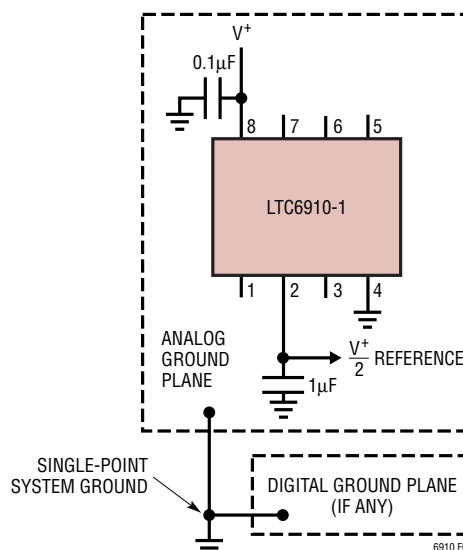 V+
0.1µF
8 7 6 5
LTC6910-1
1 2 3 4
ANALOG
GROUND
PLANE
V+
2
REFERENCE
1µF
SINGLE-POINT
SYSTEM GROUND
DIGITAL GROUND PLANE
(IF ANY)
6910